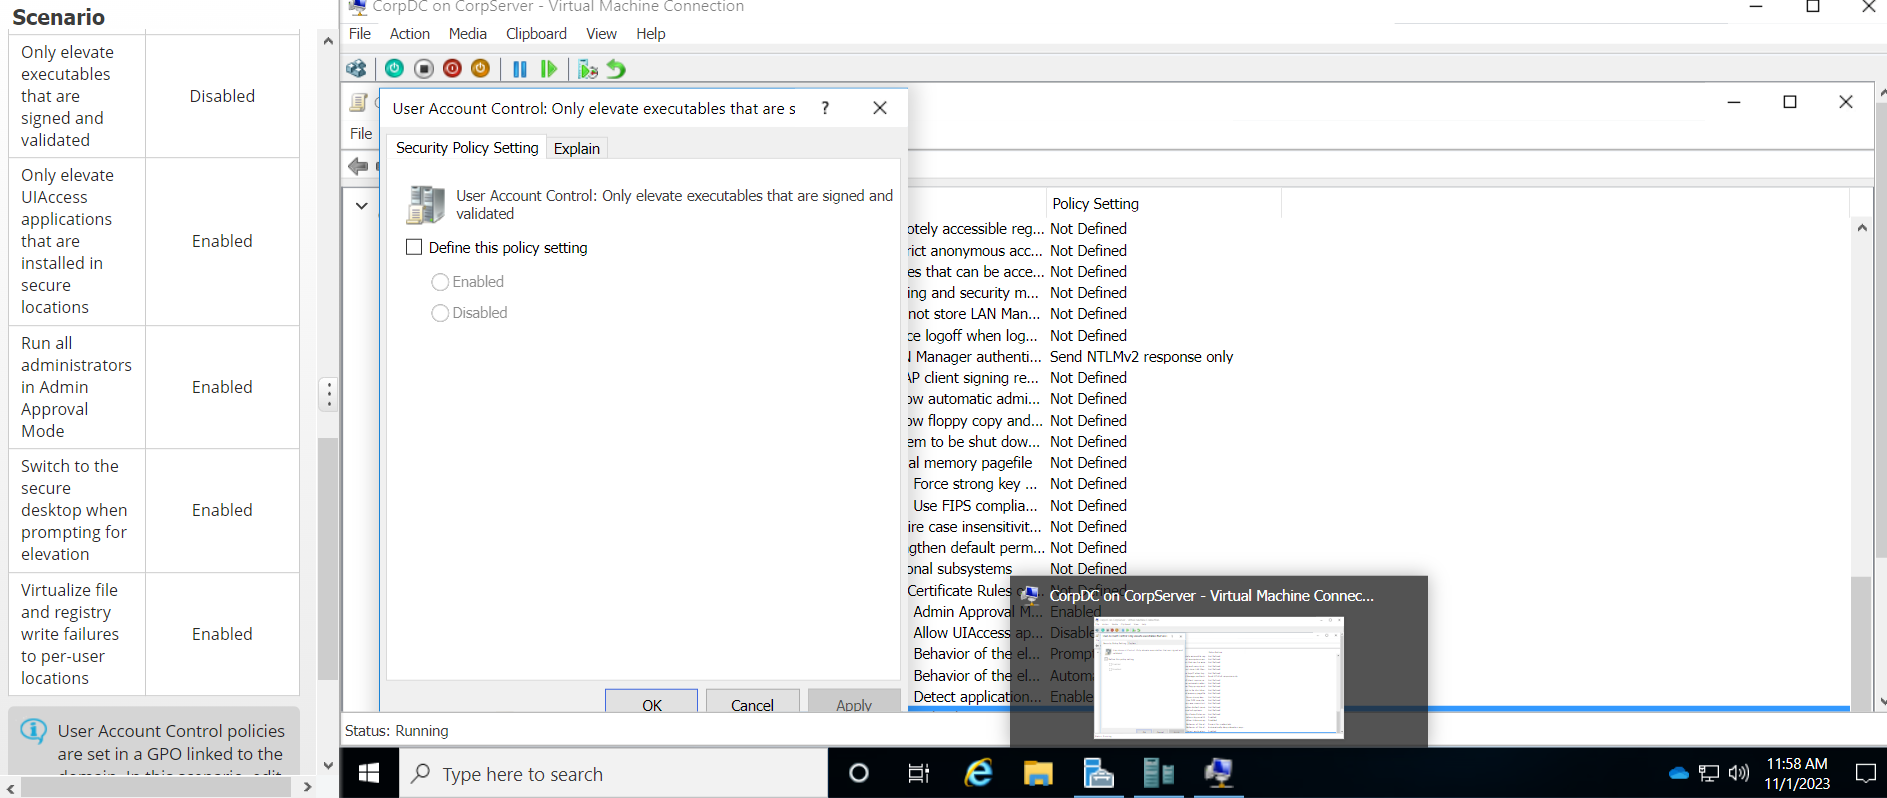 Scenario
Only elevate
executables
that are
signed and
validated
Disabled
Only elevate
UIAccess
applications
that are
installed in
secure
locations
Enabled
Run all
administrators
in Admin
Approval
Mode
Enabled
Switch to the
secure
desktop when
prompting for
elevation
Enabled
Virtualize file
and registry
write failures
to per-user
locations
Enabled
User Account Control policies
are set in a GPO linked to the
CorpDC on CorpServer - Virtual Machine Connection
File Action Media Clipboard View Help
File
User Account Control: Only elevate executables that are s ?
Security Policy Setting Explain
User Account Control: Only elevate executables that are signed and
validated
Define this policy setting
Enabled
Disabled
OK Cancel Apply
Policy Setting
otely accessible reg... Not Defined
rict anonymous acc... Not Defined
es that can be acce... Not Defined
ing and security m... Not Defined
not store LAN Man... Not Defined
ce logoff when log... Not Defined
Manager authenti... Send NTLMv2 response only
AP client signing re... Not Defined
ow automatic admi... Not Defined
ow floppy copy and... Not Defined
em to be shut dow... Not Defined
al memory pagefile Not Defined
Force strong key ... Not Defined
Use FIPS complia... Not Defined
ire case insensitivit... Not Defined
gthen default perm... Not Defined
onal subsystems Not Defined
Certificate Rules
Admin Approval M... Enabled
Allow UIAccess ap... Disable
Behavior of the el... Promp
Behavior of the el... Automa
Detect application... Enable
CorpDC on CorpServer - Virtual Machine Connec...
Status: Running
Type here to search
11:58 AM
11/1/2023